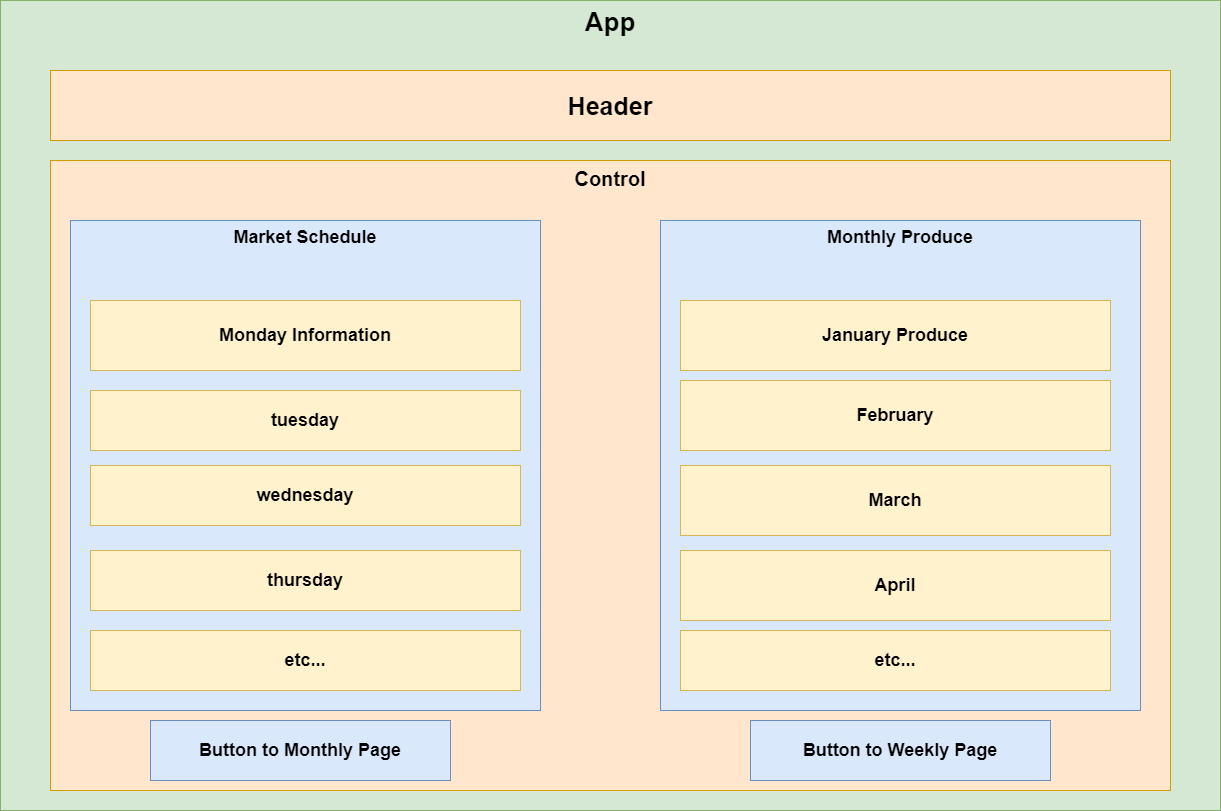 App
Header
Control
Market Schedule
Monday Information
tuesday
wednesday
thursday
etc...
Button to Monthly Page
Monthly Produce
January Produce
February
March
April
etc...
Button to Weekly Page